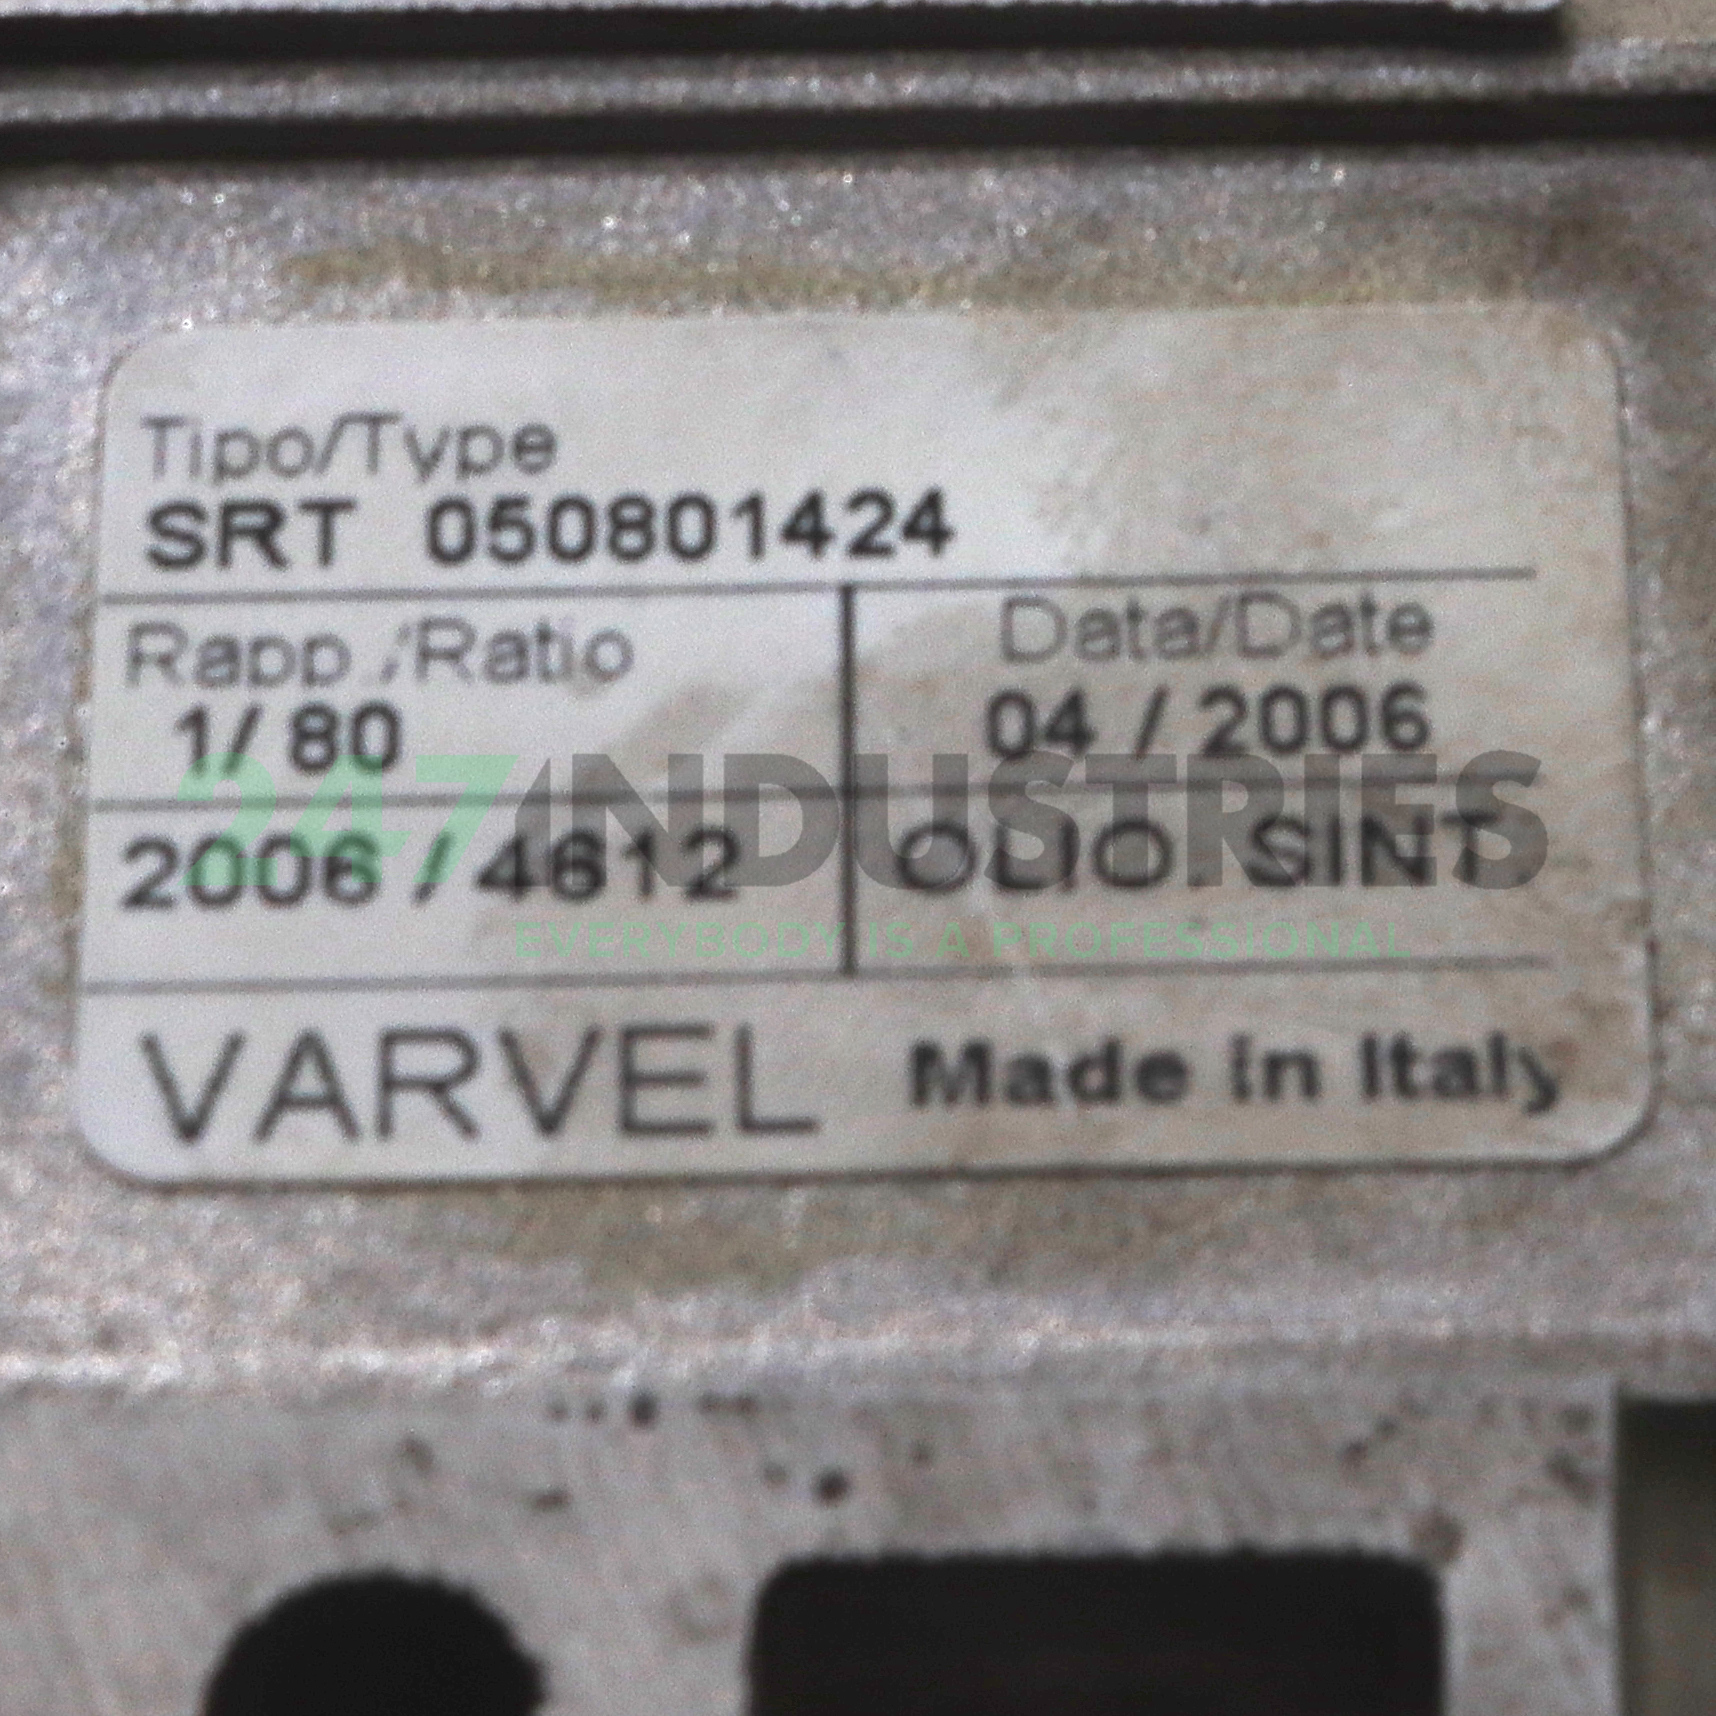 Tipo/Type
SRT 050801424
Rapp./Ratio
1/ 80
Data/Date
04 / 2006
2006 / 4612
OLIO. SINT.
247INDUSTRIES
EVERYBODY IS A PROFESSIONAL
VARVEL Made in Italy